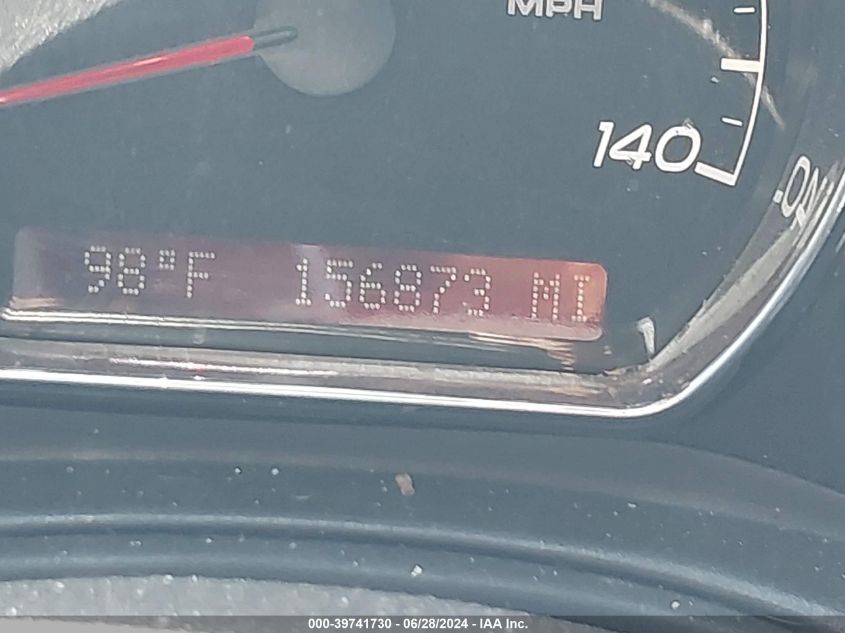 MPH
140
98°F 156873 MI
000-39741730 - 06/28/2024 - IAA Inc.